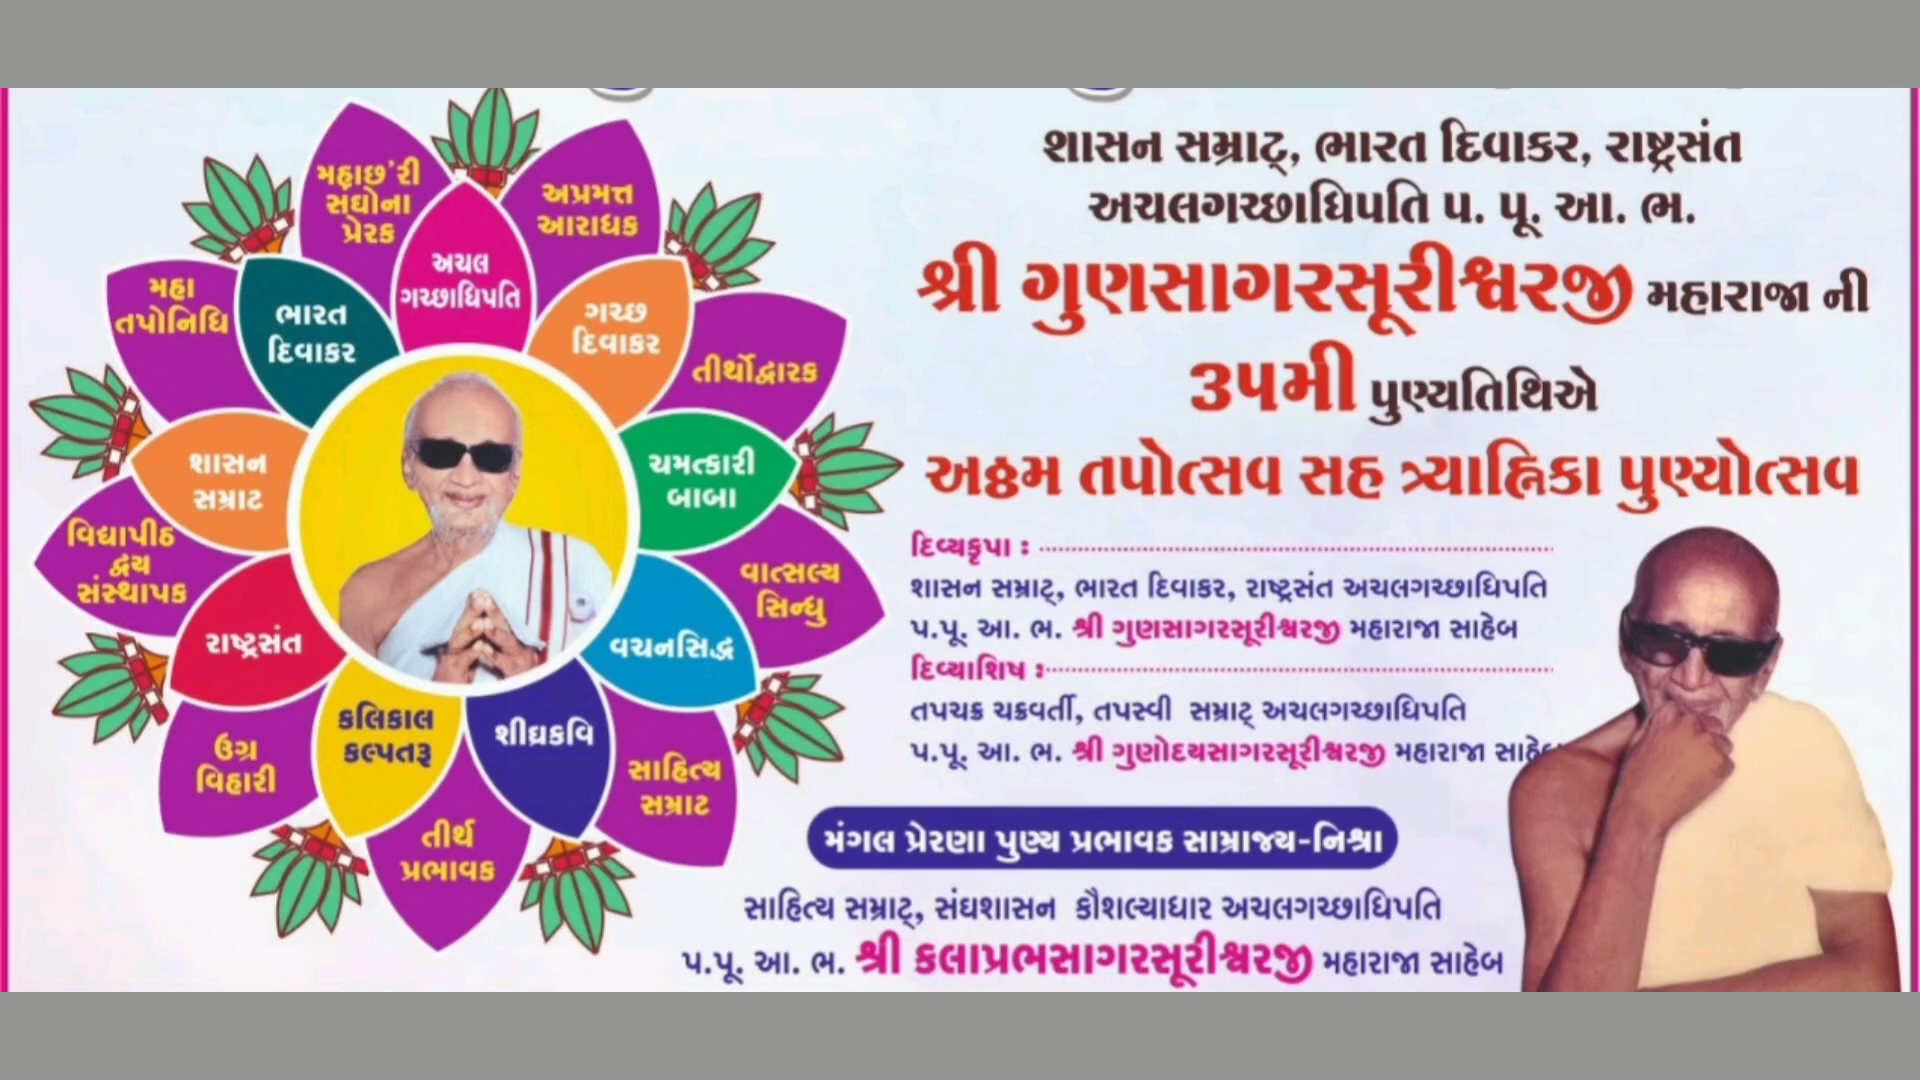 મહાછ'રી
સંઘોના
પ્રેરક
અપ્રમત્ત
આરાધક
અચલ
ગચ્છાધિપતિ
મહા
તપોનિધિ
ભારત
દિવાકર
ગચ્છ
દિવાકર
તીર્થોદ્ધારક
શાસન
સમ્રાટ
ચમત્કારી
બાબા
વિદ્યાપીઠ
દ્વય
સંસ્થાપક
વાત્સલ્ય
સિન્ધુ
રાષ્ટ્રસંત
વચનસિદ્ધ
કલિકાલ
કલ્પતરૂ
શીઘ્રકવિ
ઉગ્ર
વિહારી
સાહિત્ય
સમ્રાટ
તીર્થ
પ્રભાવક
શાસન સમ્રાટ્, ભારત દિવાકર, રાષ્ટ્રસંત
અચલગચ્છાધિપતિ પ. પૂ. આ. ભ.
શ્રી ગુણસાગરસૂરીશ્વરજી મહારાજા ની
૩૫મી પુણ્યતિથિએ
અઠ્ઠમ તપોત્સવ સહ ત્ર્યાહ્નિકા પુણ્યોત્સવ
દિવ્યકૃપા :
શાસન સમ્રાટ્, ભારત દિવાકર, રાષ્ટ્રસંત અચલગચ્છાધિપતિ
પ.પૂ. આ. ભ. શ્રી ગુણસાગરસૂરીશ્વરજી મહારાજા સાહેબ
દિવ્યાશિષ :
તપચક્ર ચક્રવર્તી, તપસ્વી સમ્રાટ્ અચલગચ્છાધિપતિ
પ.પૂ. આ. ભ. શ્રી ગુણોદયસાગરસૂરીશ્વરજી મહારાજા સાહેબ
મંગલ પ્રેરણા પુણ્ય પ્રભાવક સામ્રાજ્ય-નિશ્રા
સાહિત્ય સમ્રાટ્, સંઘશાસન કૌશલ્યાધાર અચલગચ્છાધિપતિ
પ.પૂ. આ. ભ. શ્રી કલાપ્રભસાગરસૂરીશ્વરજી મહારાજા સાહેબ